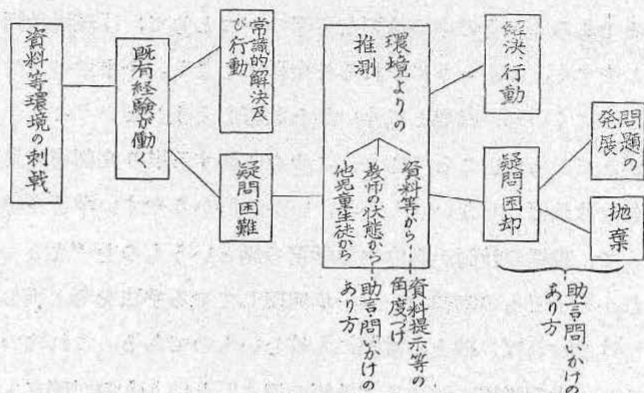 資料等環境の刺戟
既有経験が働く
常識的解決及
び行動
疑問困難
環境よりの
推測
資料等から
教師の状態から
他児童生徒から
資料提示等の
角度づけ
助言・問いかけの
あり方
解決、行動
疑問、困却
問題の
発展
抛棄
助言・問いかけの
あり方